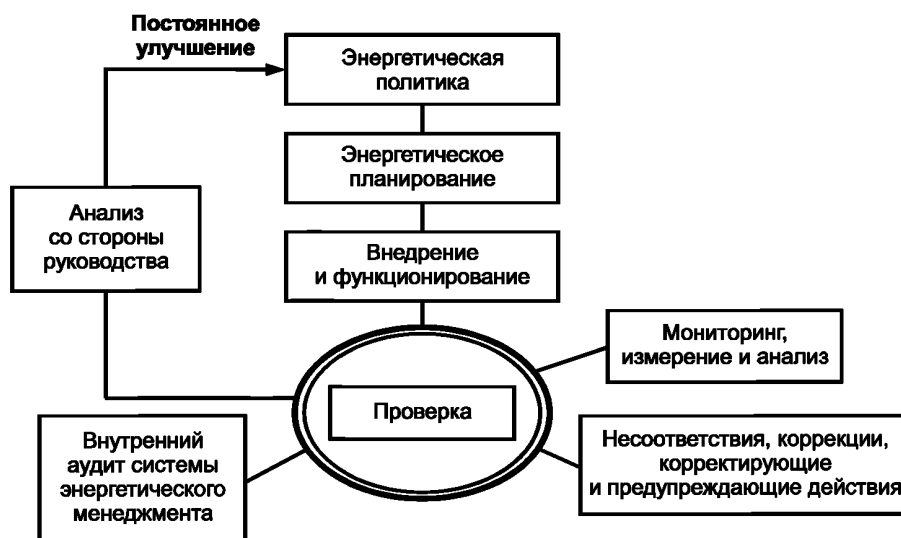 Постоянное
улучшение
Энергетическая
политика
Энергетическое
планирование
Анализ
со стороны
руководства
Внедрение
и функционирование
Мониторинг,
измерение и анализ
Проверка
Внутренний
аудит системы
энергетического
менеджмента
Несоответствия, коррекции,
корректирующие
и предупреждающие действия